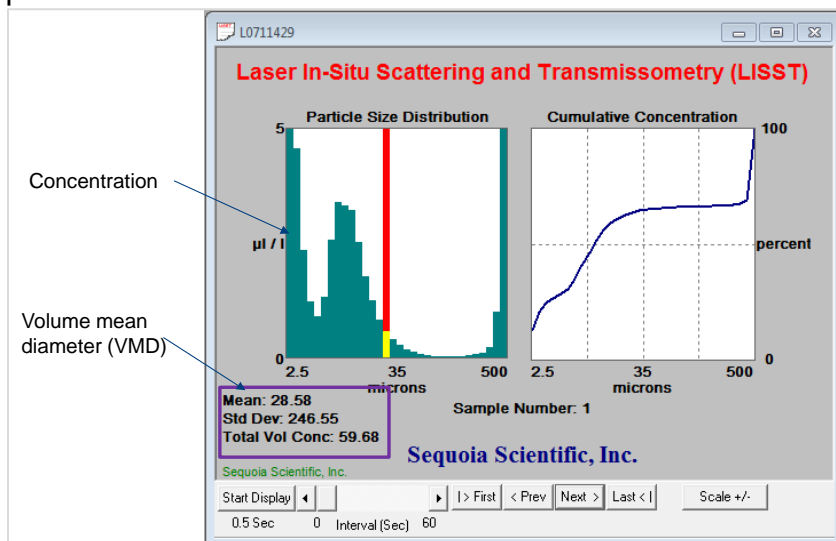 L0711429
Laser In-Situ Scattering and Transmissometry (LISST)
Particle Size Distribution
Cumulative Concentration
5
100
Concentration
µl / l
percent
Volume mean
diameter (VMD)
0
0
2.5 35 500
2.5 35 500
microns
microns
Mean: 28.58
Std Dev: 246.55
Total Vol Conc: 59.68
Sample Number: 1
Sequoia Scientific, Inc.
Sequoia Scientific, Inc.
Start Display
|> First
< Prev
Next >
Last < |
Scale +/-
0.5 Sec 0 Interval (Sec) 60